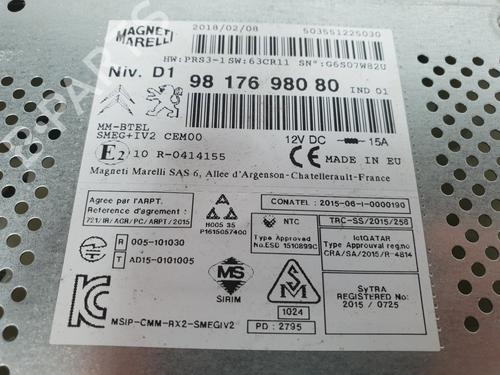 MAGNETI MARELLI
2018/02/08
503551225030
HW:PRS3-1 SW:63CR11 SN°:G6S07W82U
Niv. D1
98 176 980 80
IND 01
MM-BTEL
SMEG+IV2 CEM00
12V DC
15A
E2 10 R-0414155
CE MADE IN EU
Magneti Marelli SAS 6, Allee d'Argenson-Chatellerault-France
Agree par l'ARPT.
Reference d'agrement :
721/IR/AGR/PC/ARPT/2015
A
H005 35
P1615057400
CONATEL : 2015-06-I-0000190
NTC
Type Approved
No.ESD 1510899C
TRC-SS/2015/258
ictQATAR
Type Approval reg.no
CRA/SA/2015/R-4814
R 005-101030
T AD15-0101005
MS
SIRIM
SM
1024
PD : 2795
SyTRA
REGISTERED No:
2015 / 0725
MSIP-CMM-RX2-SMEGIV2